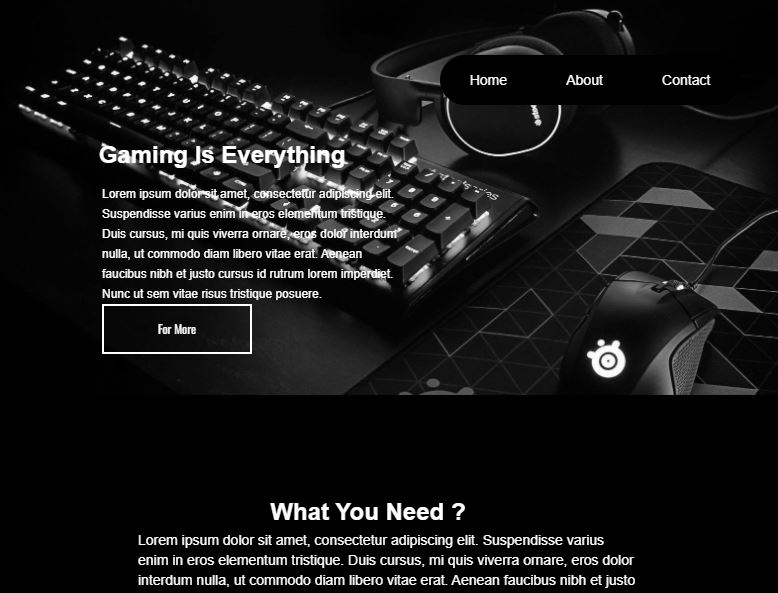 Home About Contact
Gaming Is Everything
Lorem ipsum dolor sit amet, consectetur adipiscing elit.
Suspendisse varius enim in eros elementum tristique.
Duis cursus, mi quis viverra ornare, eros dolor interdum
nulla, ut commodo diam libero vitae erat. Aenean
faucibus nibh et justo cursus id rutrum lorem imperdiet.
Nunc ut sem vitae risus tristique posuere.
For More
What You Need ?
Lorem ipsum dolor sit amet, consectetur adipiscing elit. Suspendisse varius
enim in eros elementum tristique. Duis cursus, mi quis viverra ornare, eros dolor
interdum nulla, ut commodo diam libero vitae erat. Aenean faucibus nibh et justo